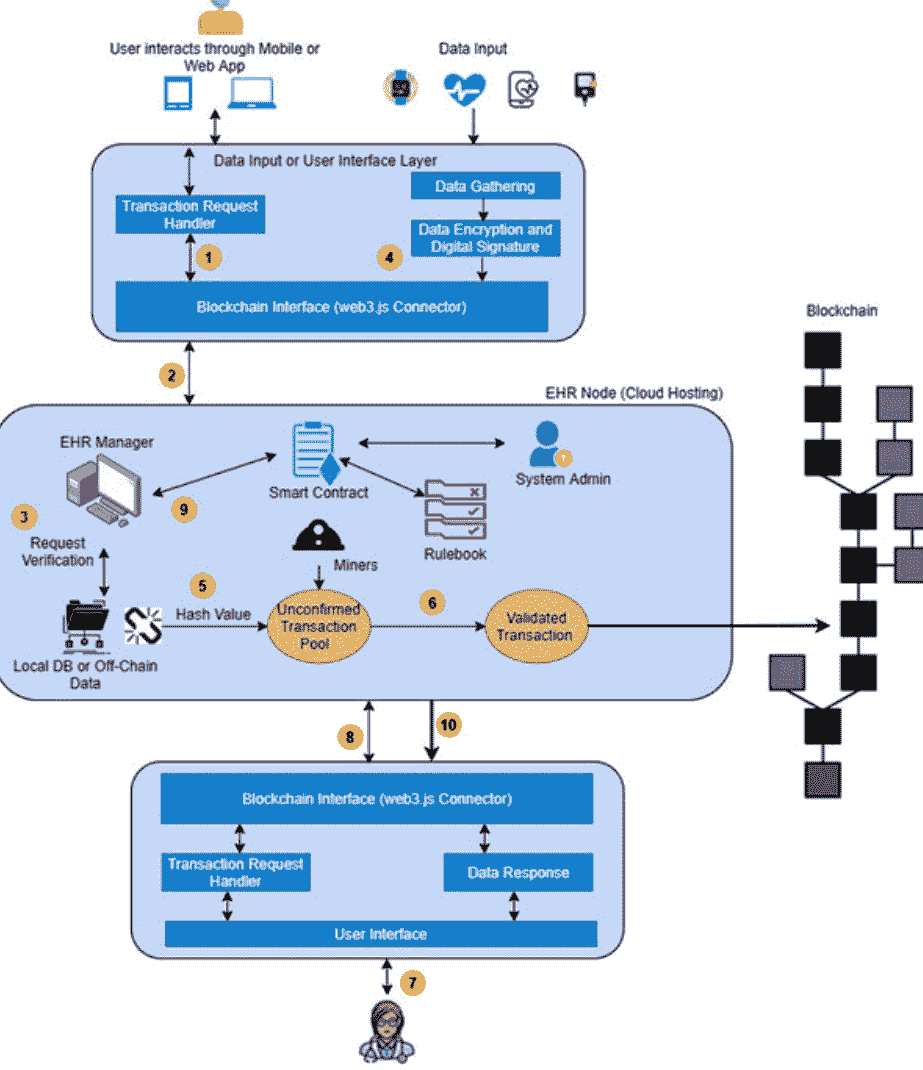 User interacts through Mobile or
Web App
Data Input
Data Input or User Interface Layer
Transaction Request
Handler
Data Gathering
Data Encryption and
Digital Signature
1
4
Blockchain Interface (web3.js Connector)
2
Blockchain
EHR Node (Cloud Hosting)
EHR Manager
Smart Contract
System Admin
9
3
Request
Verification
Rulebook
Miners
5
Hash Value
Unconfirmed
Transaction
Pool
6
Validated
Transaction
Local DB or Off-Chain
Data
8
10
Blockchain Interface (web3.js Connector)
Transaction Request
Handler
Data Response
User Interface
7